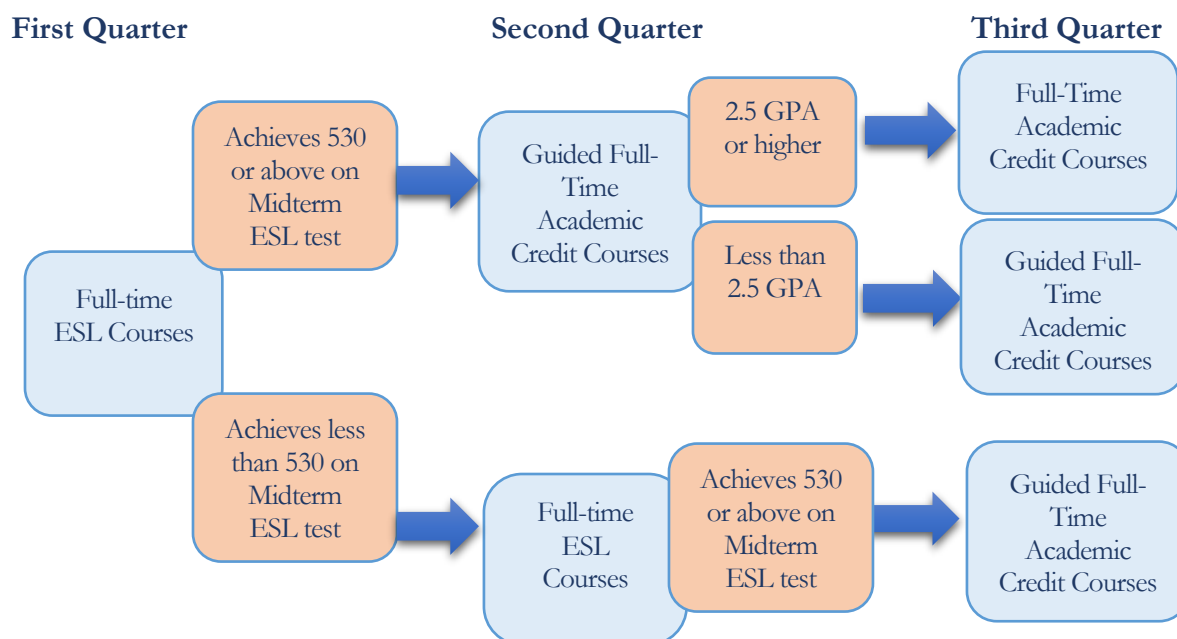 First Quarter
Second Quarter
Third Quarter
Full-time
ESL Courses
Achieves 530
or above on
Midterm
ESL test
Guided Full-
Time
Academic
Credit Courses
2.5 GPA
or higher
Full-Time
Academic
Credit Courses
Less than
2.5 GPA
Guided Full-
Time
Academic
Credit Courses
Achieves less
than 530 on
Midterm
ESL test
Full-time
ESL
Courses
Achieves 530
or above on
Midterm
ESL test
Guided Full-
Time
Academic
Credit Courses